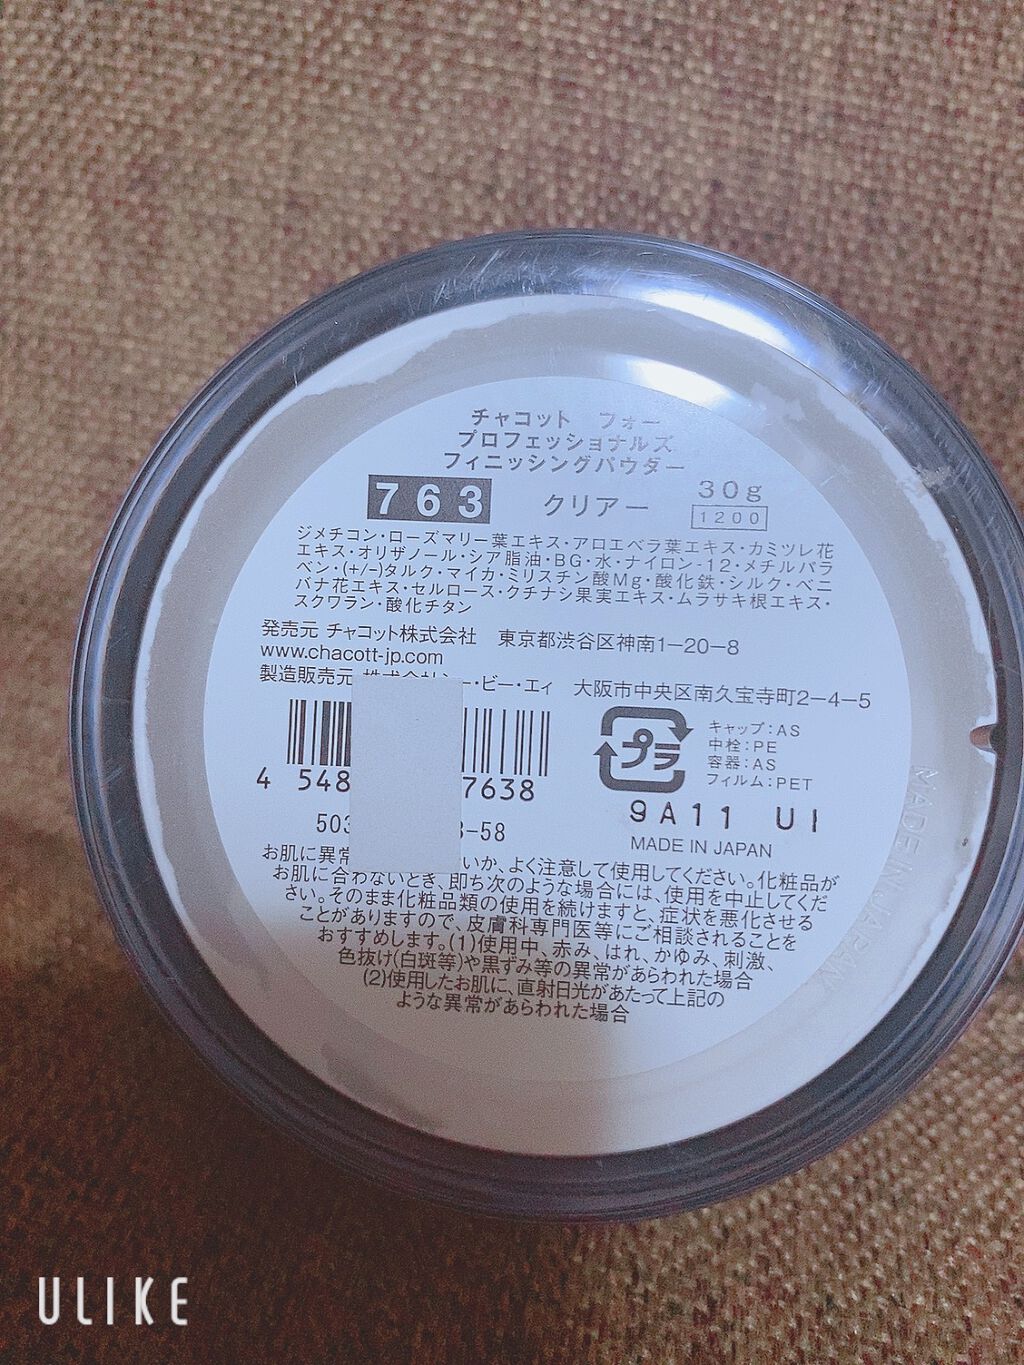 チャコット フォー
プロフェッショナルズ
フィニッシングパウダー
763 クリアー 30g
1200
ジメチコン・ローズマリー葉エキス・アロエベラ葉エキス・カミツレ花
エキス・オリザノール・シア脂油・BG・水・ナイロン-12・メチルパラ
ベン・(+/-)タルク・マイカ・ミリスチン酸Mg・酸化鉄・シルク・ベニ
バナ花エキス・セルロース・クチナシ果実エキス・ムラサキ根エキス・
スクワラン・酸化チタン
発売元 チャコット株式会社 東京都渋谷区神南1-20-8
www.chacott-jp.com
製造販売元 ・ビー・エィ 大阪市中央区南久宝寺町2-4-5
プラ
キャップ:AS
中栓:PE
容器:AS
フィルム:PET
4 548 7638
9A11 UI
503 -58
MADE IN JAPAN
お肌に異常 いか、よく注意して使用してください。化粧品が
お肌に合わないとき、即ち次のような場合には、使用を中止してくだ
さい。そのまま化粧品類の使用を続けますと、症状を悪化させる
ことがありますので、皮膚科専門医等にご相談されることを
おすすめします。(1)使用中、赤み、はれ、かゆみ、刺激、
色抜け(白斑等)や黒ずみ等の異常があらわれた場合
(2)使用したお肌に、直射日光があたって上記の
ような異常があらわれた場合
MADE IN JAPAN
ULIKE